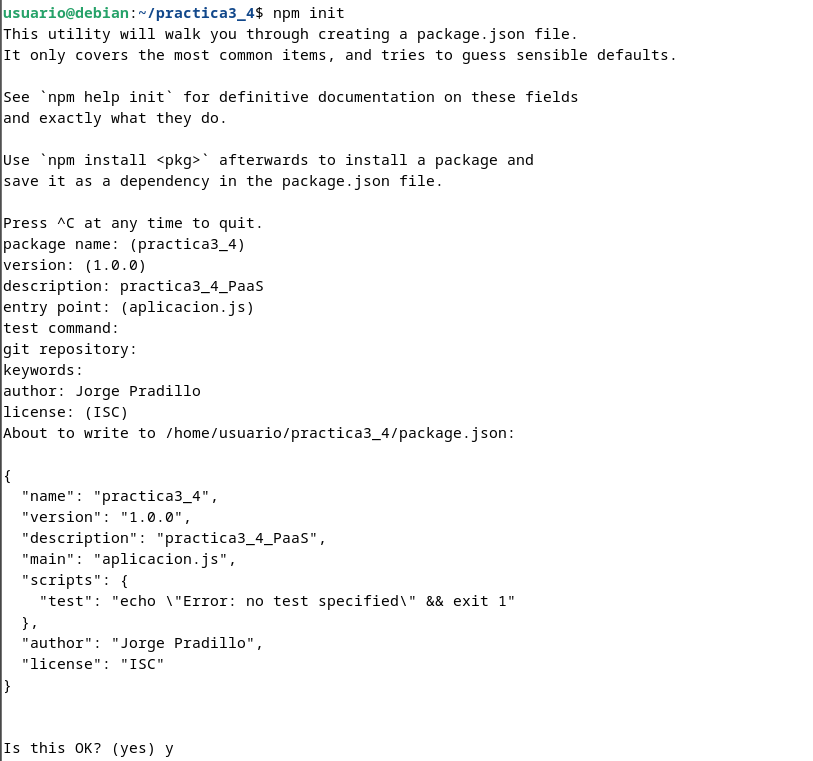 usuario@debian:~/practica3_4$ npm init
This utility will walk you through creating a package.json file.
It only covers the most common items, and tries to guess sensible defaults.

See `npm help init` for definitive documentation on these fields
and exactly what they do.

Use `npm install <pkg>` afterwards to install a package and
save it as a dependency in the package.json file.

Press ^C at any time to quit.
package name: (practica3_4)
version: (1.0.0)
description: practica3_4_PaaS
entry point: (aplicacion.js)
test command:
git repository:
keywords:
author: Jorge Pradillo
license: (ISC)
About to write to /home/usuario/practica3_4/package.json:

{
  "name": "practica3_4",
  "version": "1.0.0",
  "description": "practica3_4_PaaS",
  "main": "aplicacion.js",
  "scripts": {
    "test": "echo \"Error: no test specified\" && exit 1"
  },
  "author": "Jorge Pradillo",
  "license": "ISC"
}


Is this OK? (yes) y